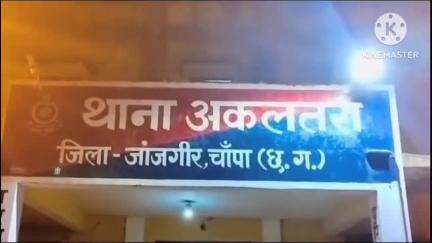 KINEMASTER
थाना अकलतरा
जिला - जांजगीर, चाँपा (छ.ग.)